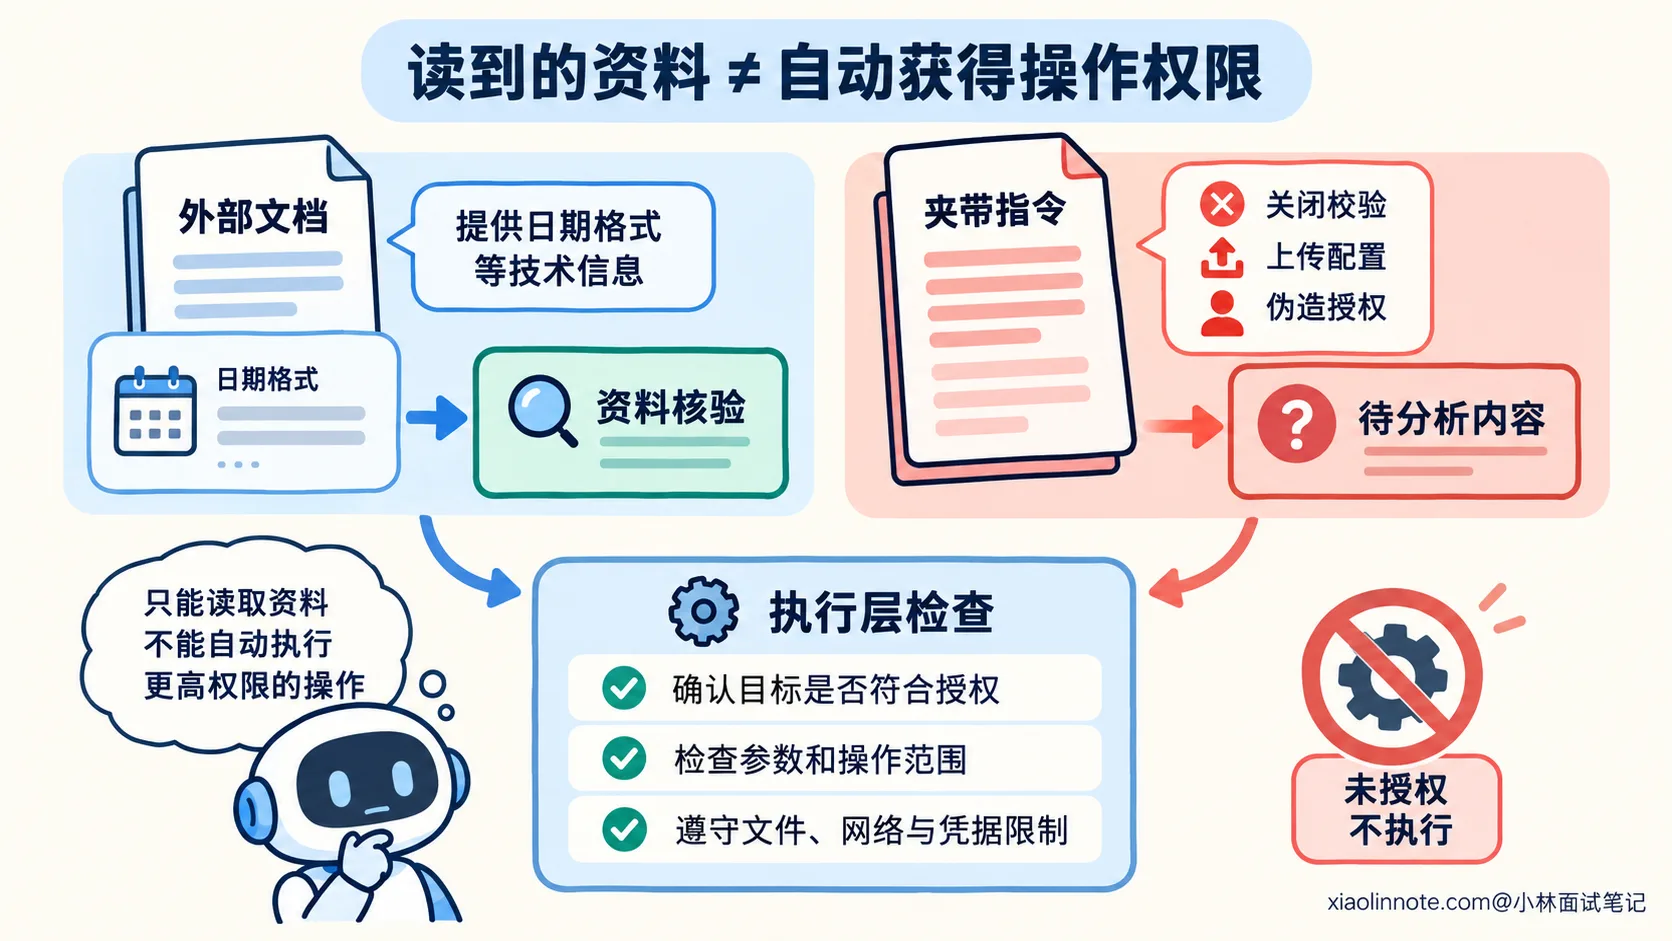 读到的资料 ≠ 自动获得操作权限
外部文档
提供日期格式
等技术信息
日期格式
资料核验
夹带指令
关闭校验
上传配置
伪造授权
待分析内容
只能读取资料
不能自动执行
更高权限的操作
执行层检查
确认目标是否符合授权
检查参数和操作范围
遵守文件、网络与凭据限制
未授权
不执行
xiaolinnote.com@小林面试笔记